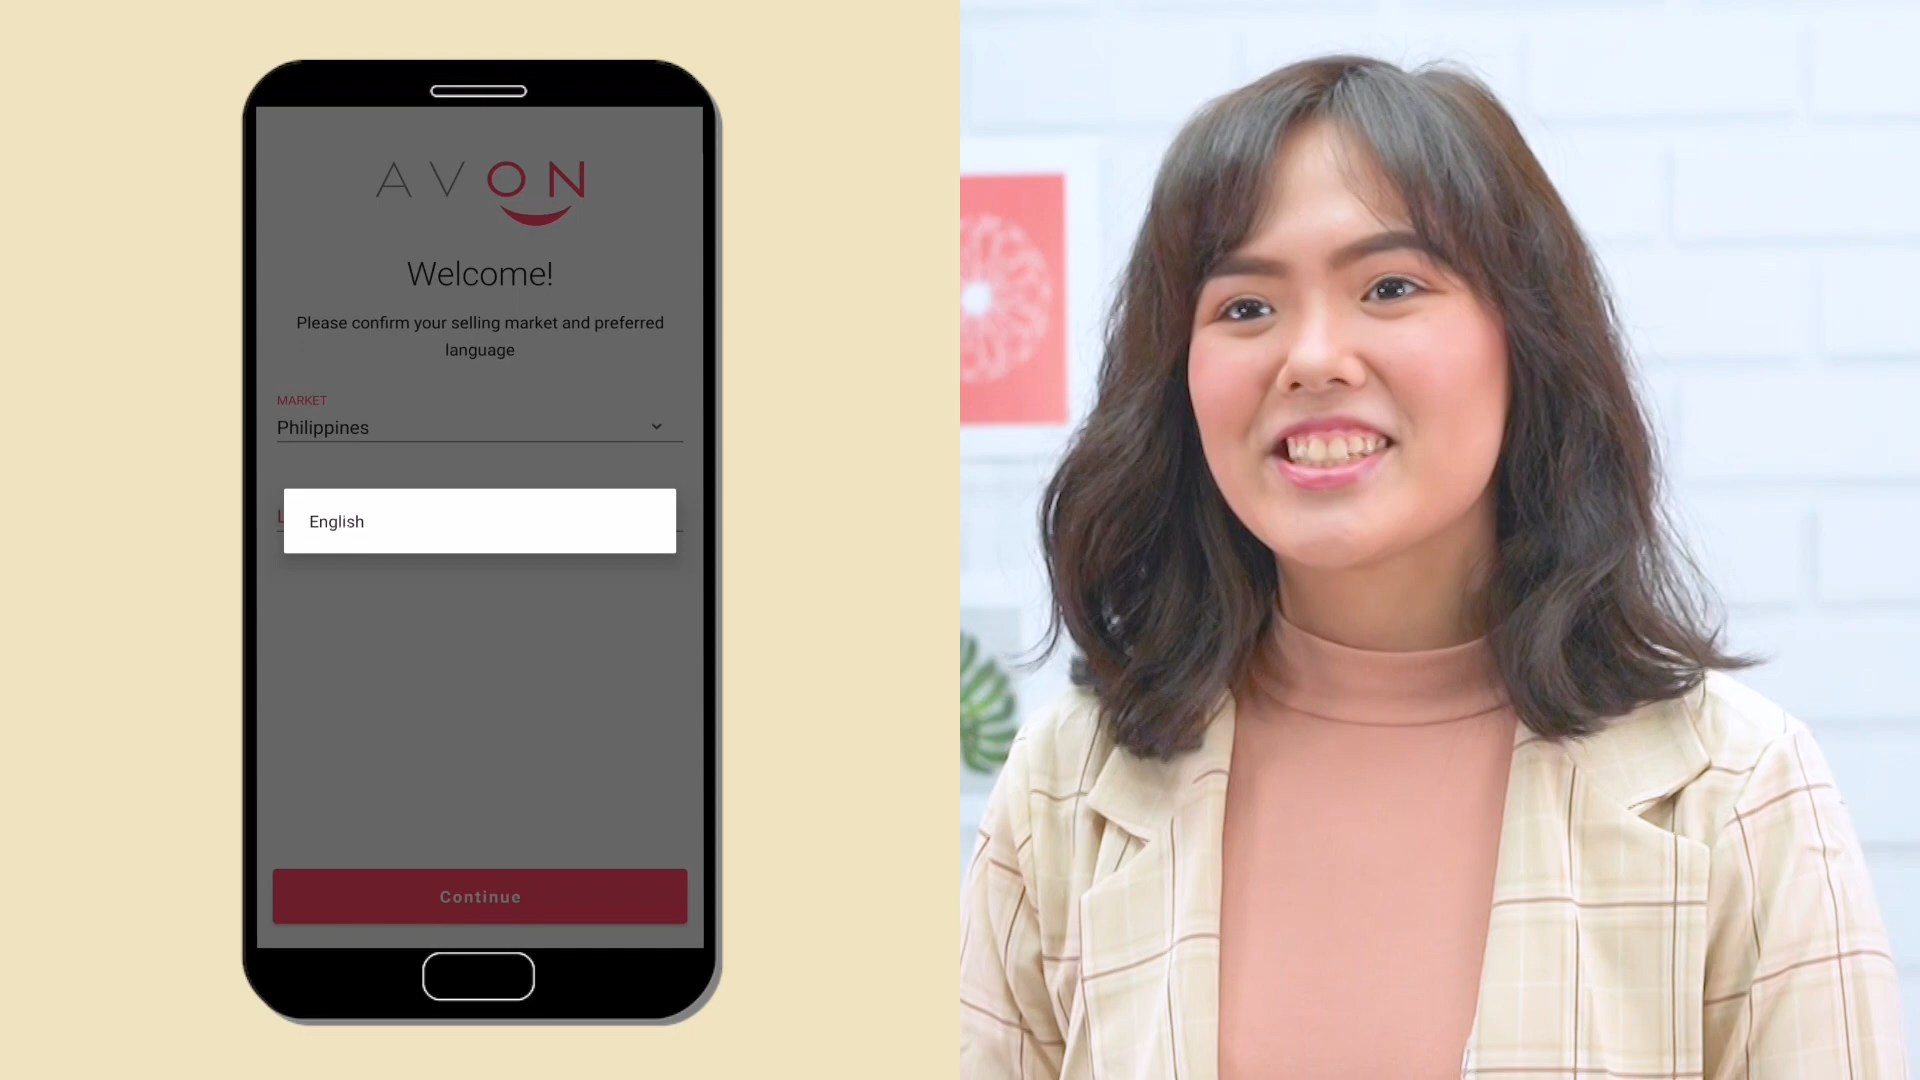 AVON
Welcome!
Please confirm your selling market and preferred
language
MARKET
Philippines
English
Continue